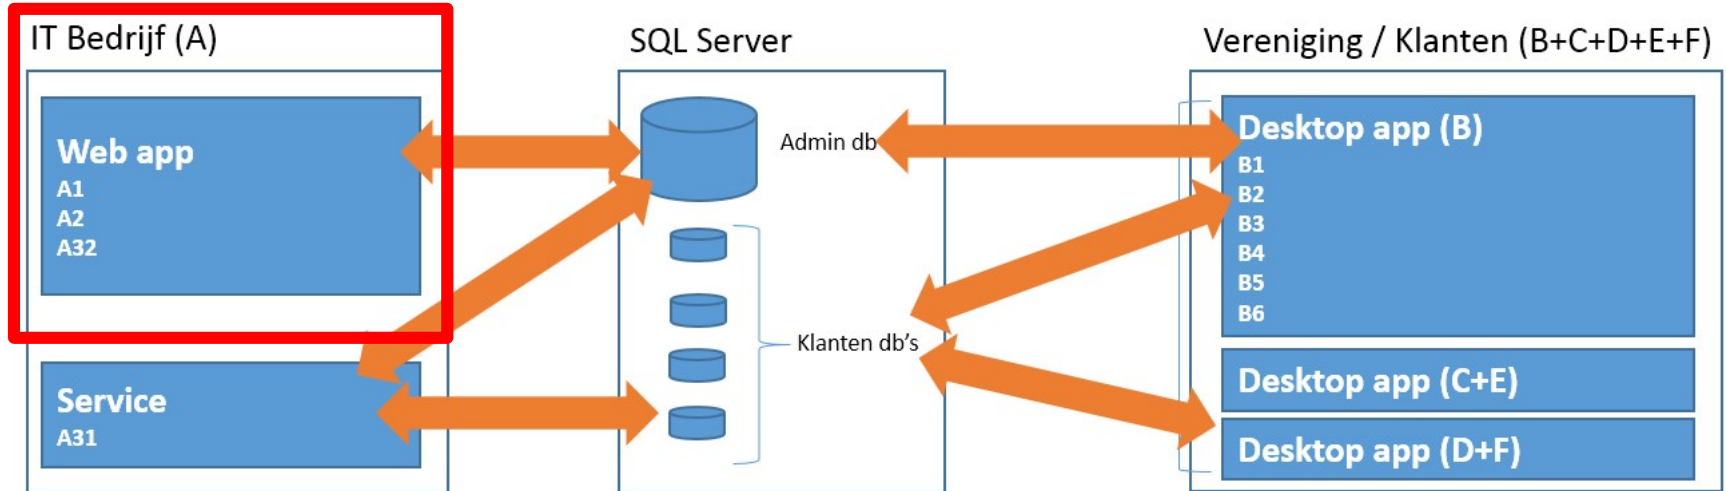 IT Bedrijf (A)
Web app
A1
A2
A32
Service
A31
SQL Server
Admin db
Klanten db's
Vereniging / Klanten (B+C+D+E+F)
Desktop app (B)
B1
B2
B3
B4
B5
B6
Desktop app (C+E)
Desktop app (D+F)